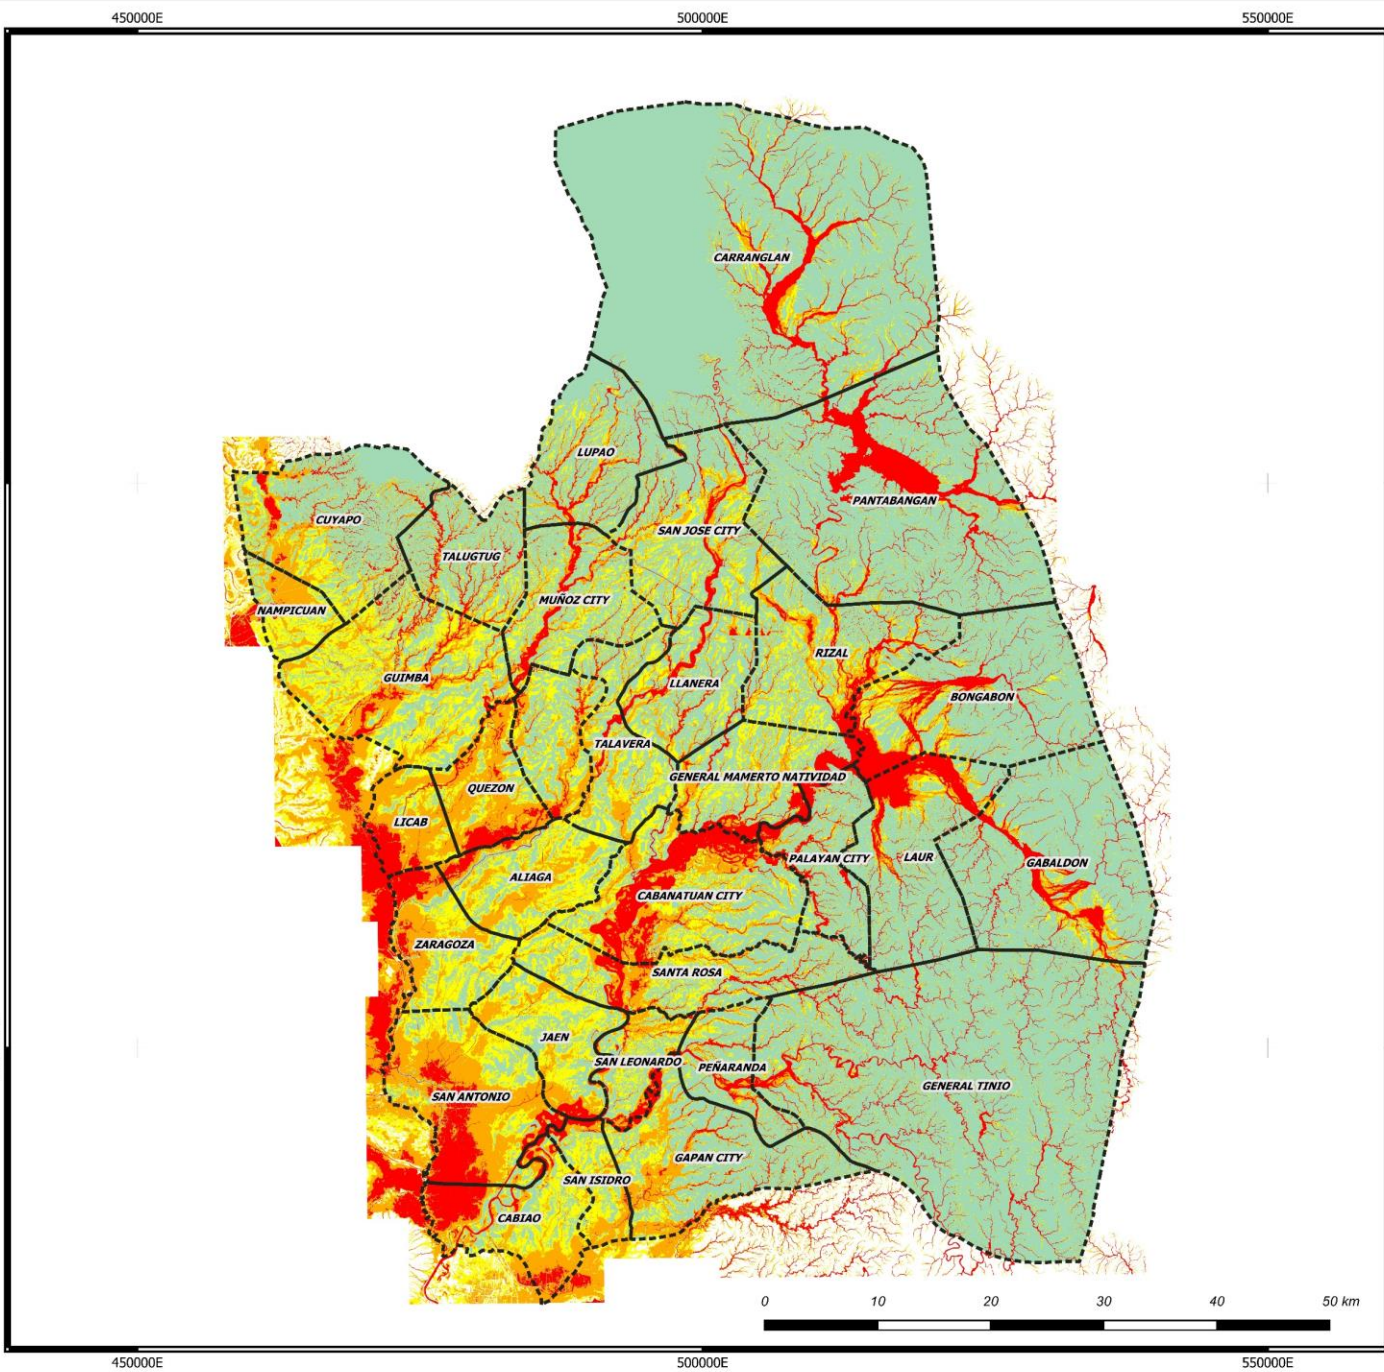 450000E 500000E 550000E
CARRANGLAN
LUPAO
PANTABANGAN
CUYAPO
SAN JOSE CITY
TALUGTUG
MUÑOZ CITY
NAMPICUAN
RIZAL
GUIMBA
LLANERA
BONGABON
TALAVERA
GENERAL MAMERTO NATIVIDAD
QUEZON
LICAB
PALAYAN CITY
LAUR
GABALDON
ALIAGA
CABANATUAN CITY
ZARAGOZA
SANTA ROSA
JAEN
SAN LEONARDO
PEÑARANDA
GENERAL TINIO
SAN ANTONIO
GAPAN CITY
SAN ISIDRO
CABIAO
0 10 20 30 40 50 km
450000E 500000E 550000E